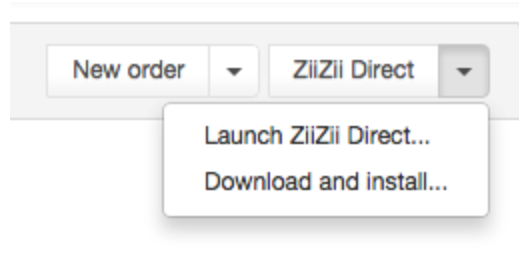 New order
ZiiZii Direct
Launch ZiiZii Direct...
Download and install...